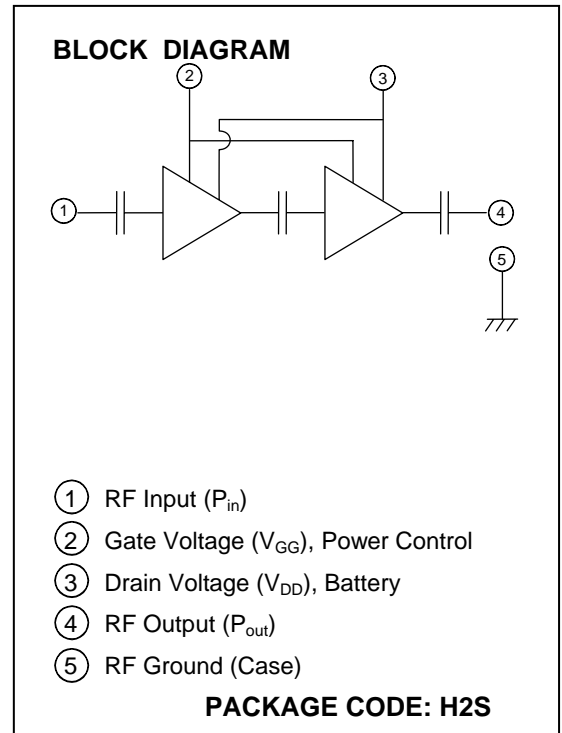 BLOCK DIAGRAM
2 3
1 4
5
1 RF Input (Pin)
2 Gate Voltage (VGG), Power Control
3 Drain Voltage (VDD), Battery
4 RF Output (Pout)
5 RF Ground (Case)
PACKAGE CODE: H2S